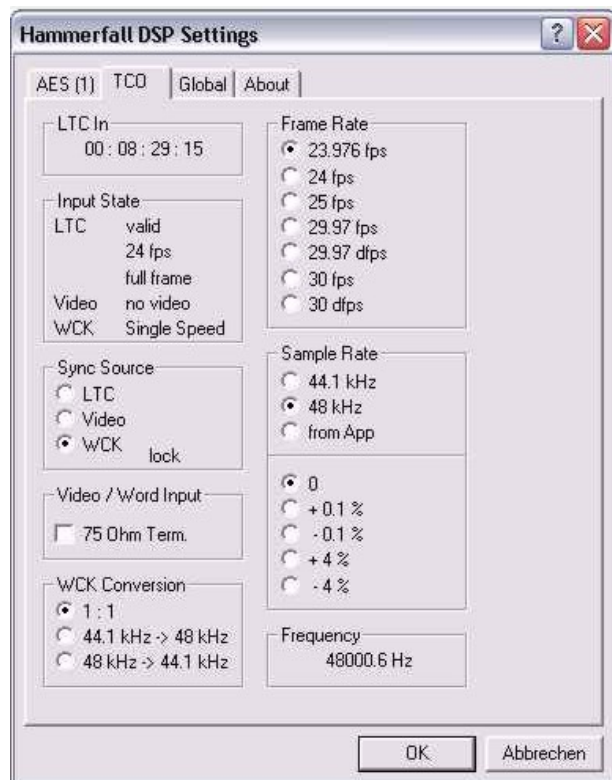 Hammerfall DSP Settings
AES (1) TCO Global About
LTC In
00 : 08 : 29 : 15
Input State
LTC valid
24 fps
full frame
Video no video
WCK Single Speed
Sync Source
LTC
Video
WCK
lock
Video / Word Input
75 Ohm Term.
WCK Conversion
1 : 1
44.1 kHz -> 48 kHz
48 kHz -> 44.1 kHz
Frame Rate
23.976 fps
24 fps
25 fps
29.97 fps
29.97 dfps
30 fps
30 dfps
Sample Rate
44.1 kHz
48 kHz
from App
0
+ 0.1 %
- 0.1 %
+ 4 %
- 4 %
Frequency
48000.6 Hz
OK Abbrechen